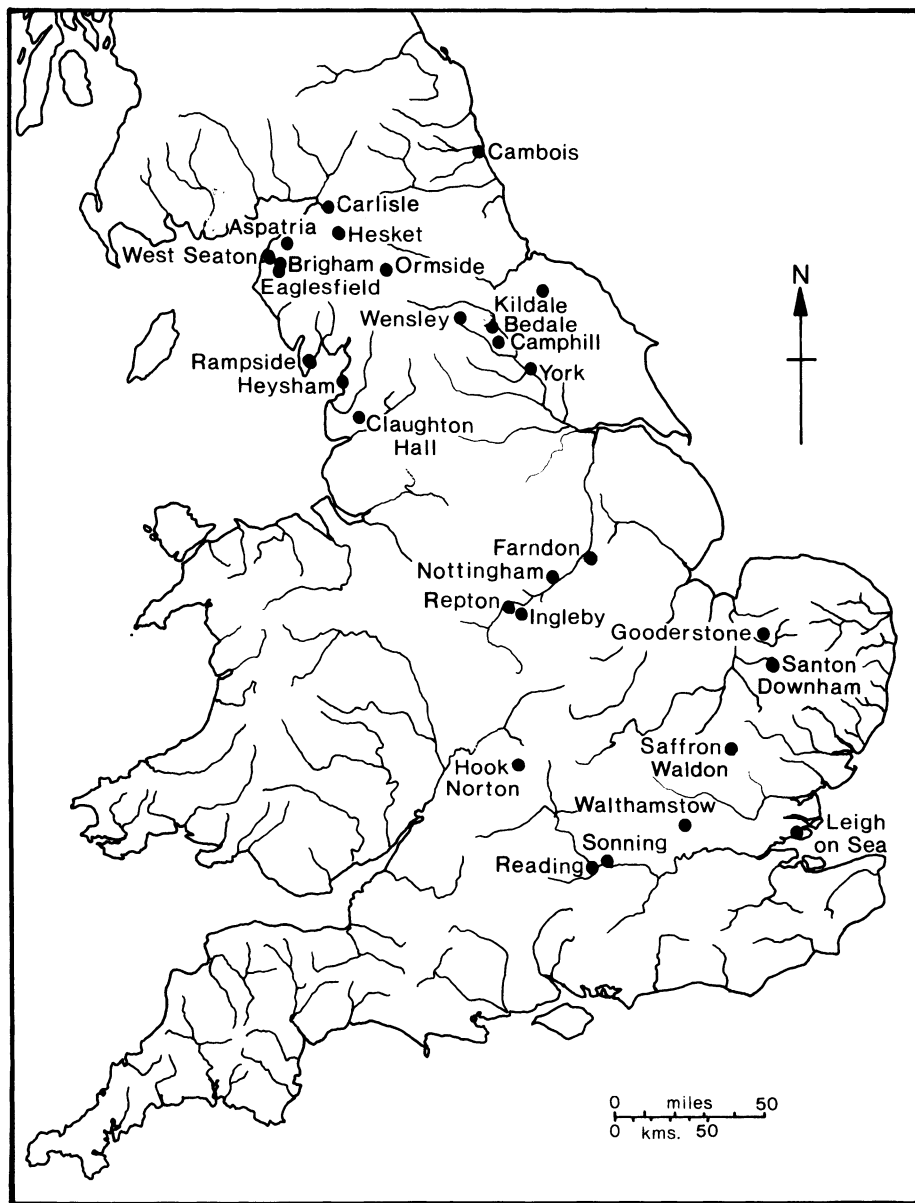 Cambois
Carlisle
Aspatria
Hesket
West Seaton
Brigham
Ormside
Eaglesfield
N
Kildale
Wensley
Bedale
Camphill
Rampside
York
Heysham
Claughton
Hall
Farndon
Nottingham
Repton
Ingleby
Gooderstone
Santon
Downham
Saffron
Waldon
Hook
Norton
Walthamstow
Leigh
on Sea
Sonning
Reading
0 miles 50
0 kms. 50